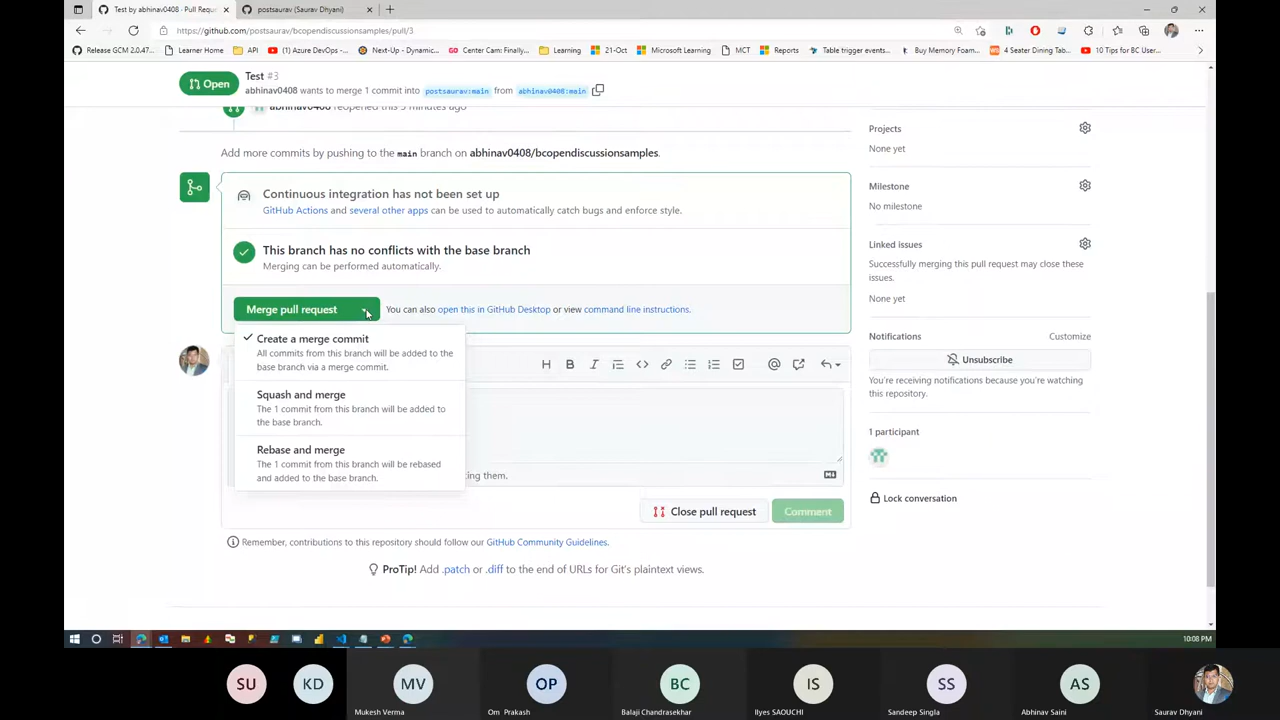 Test by abhinav0408 · Pull Reque
postsaurav (Saurav Dhyani)
https://github.com/postsaurav/bcopendiscussionsamples/pull/3
Release GCM 2.0.47...
Learner Home
API
(1) Azure DevOps -...
Next-Up - Dynamic...
Center Cam: Finally,...
Learning
21-Oct
Microsoft Learning
MCT
Reports
Table trigger events...
Buy Memory Foam...
4 Seater Dining Tab...
10 Tips for BC User...
Open
Test #3
abhinav0408 wants to merge 1 commit into postsaurav:main from abhinav0408:main
abhinav0408 reopened this 3 minutes ago
Add more commits by pushing to the main branch on abhinav0408/bcopendiscussionsamples.
Continuous integration has not been set up
GitHub Actions and several other apps can be used to automatically catch bugs and enforce style.
This branch has no conflicts with the base branch
Merging can be performed automatically.
Merge pull request
You can also open this in GitHub Desktop or view command line instructions.
Create a merge commit
All commits from this branch will be added to the
base branch via a merge commit.
Squash and merge
The 1 commit from this branch will be added to
the base branch.
Rebase and merge
The 1 commit from this branch will be rebased
and added to the base branch.
ting them.
Close pull request
Comment
Remember, contributions to this repository should follow our GitHub Community Guidelines.
ProTip! Add .patch or .diff to the end of URLs for Git's plaintext views.
Projects
None yet
Milestone
No milestone
Linked issues
Successfully merging this pull request may close these
issues.
None yet
Notifications
Customize
Unsubscribe
You're receiving notifications because you're watching
this repository.
1 participant
Lock conversation
10:08 PM
SU
KD
MV
OP
BC
IS
SS
AS
Mukesh Verma
Om Prakash
Balaji Chandrasekhar
Ilyes SAOUCHI
Sandeep Singla
Abhinav Saini
Saurav Dhyani